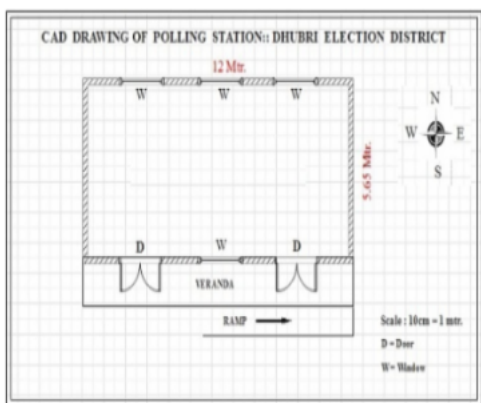 CAD DRAWING OF POLLING STATION:: DHUBRI ELECTION DISTRICT
12 Mtr.
W W W
N
W E
S
5.65 Mtr.
D W D
VERANDA
RAMP
Scale : 10cm = 1 mtr.
D = Door
W= Window